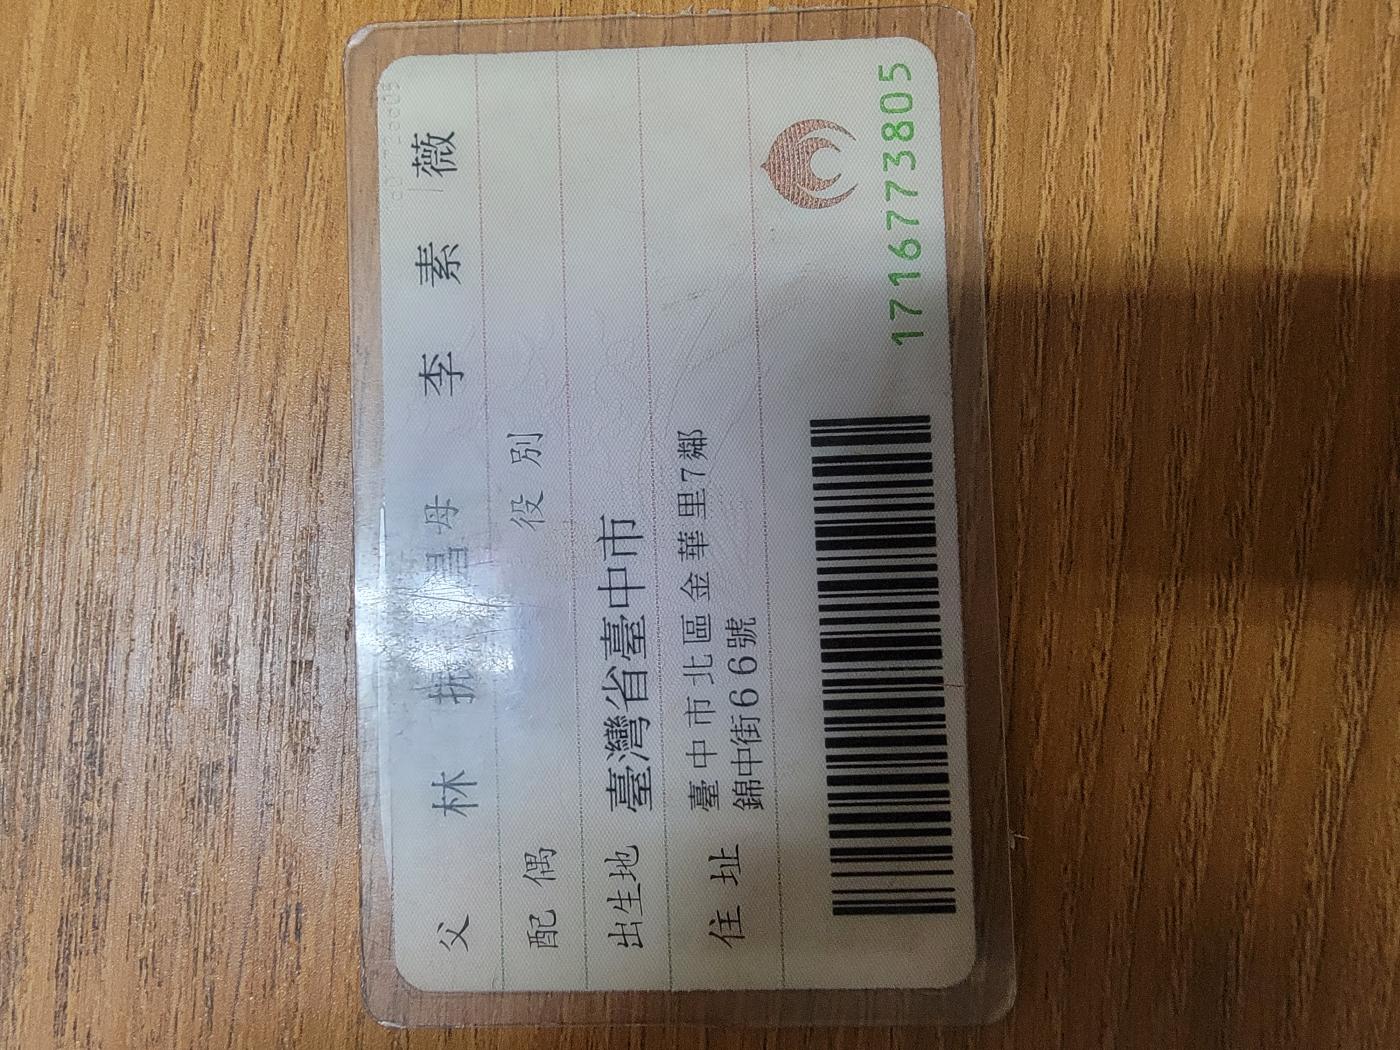 父 林 振 皇 母 李 素 薇
配偶 役別
出生地 臺灣省臺中市
住址 臺中市北區金華里7鄰
錦中街66號
1716773805